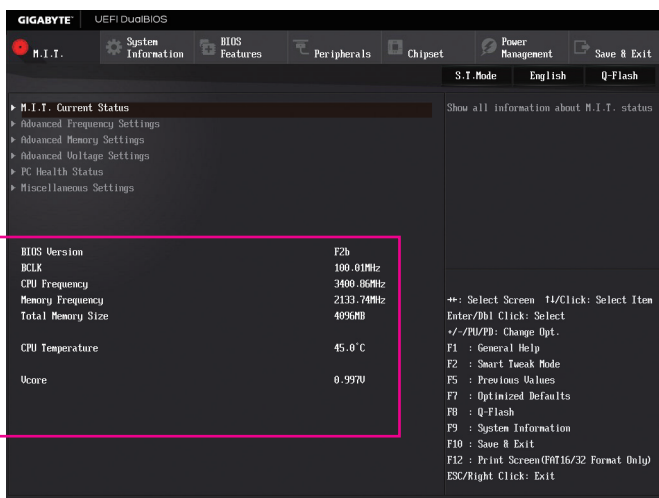 GIGABYTE™ UEFI DualBIOS
M.I.T. System Information BIOS Features Peripherals Chipset Power Management Save & Exit
S.T.Mode English Q-Flash
M.I.T. Current Status
Advanced Frequency Settings
Advanced Memory Settings
Advanced Voltage Settings
PC Health Status
Miscellaneous Settings
Show all information about M.I.T. status
BIOS Version F2b
BCLK 100.01MHz
CPU Frequency 3400.86MHz
Memory Frequency 2133.74MHz
Total Memory Size 4096MB
CPU Temperature 45.0°C
Vcore 0.997V
→←: Select Screen ↑↓/Click: Select Item
Enter/Dbl Click: Select
+/-/PU/PD: Change Opt.
F1 : General Help
F2 : Smart Tweak Mode
F5 : Previous Values
F7 : Optimized Defaults
F8 : Q-Flash
F9 : System Information
F10 : Save & Exit
F12 : Print Screen(FAT16/32 Format Only)
ESC/Right Click: Exit